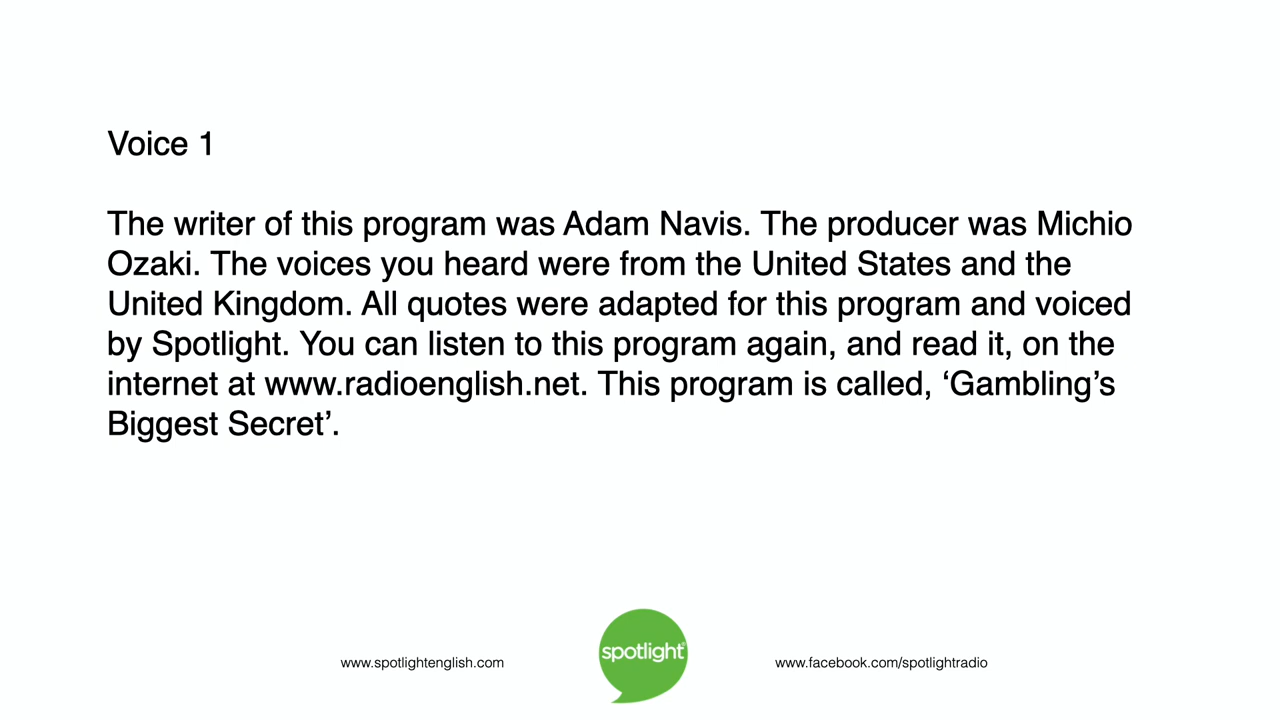 Voice 1
The writer of this program was Adam Navis. The producer was Michio
Ozaki. The voices you heard were from the United States and the
United Kingdom. All quotes were adapted for this program and voiced
by Spotlight. You can listen to this program again, and read it, on the
internet at www.radioenglish.net. This program is called, ‘Gambling’s
Biggest Secret’.
www.spotlightenglish.com
spotlight®
www.facebook.com/spotlightradio